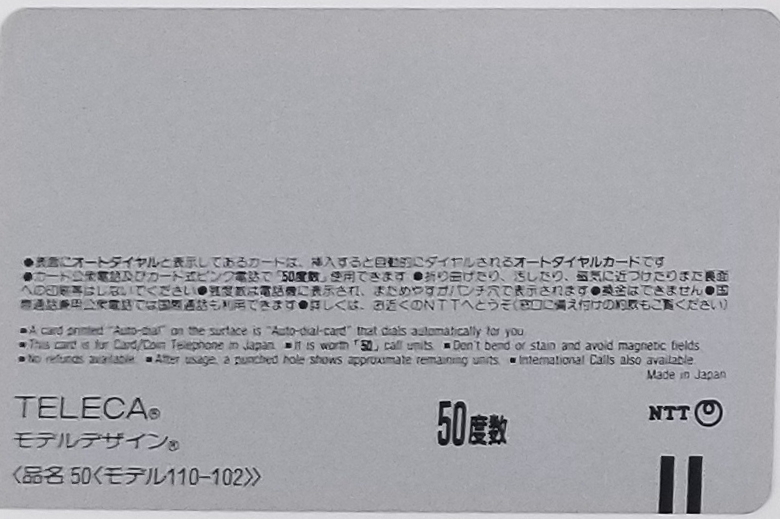 ●表面にオートダイヤルと表示してあるカードは、挿入すると自動的にダイヤルされるオートダイヤルカードです
●カード公衆電話及びカード式ピンク電話で「50度数」使用できます ●折り曲げたり、汚したり、磁気に近づけたりまた裏面
への印刷等はしないでください●残度数は電話機に表示され、まためやすがパンチ穴で表示されます●換金はできません●国
際通話兼用公衆電話では国際通話も利用できます●詳しくは、お近くのNTTへどうぞ(窓口に備え付けの約款もご覧ください)
■A card printed "Auto-dial" on the surface is "Auto-dial-card" that dials automatically for you.
■This card is for Card/Coin Telephone in Japan. ■It is worth「50」call units. ■Don't bend or stain and avoid magnetic fields.
■No refunds available. ■After usage, a punched hole shows approximate remaining units. ■International Calls also available.
Made in Japan
TELECA®
モデルデザイン®
〈品名 50〈モデル110-102〉〉
50度数
NTT